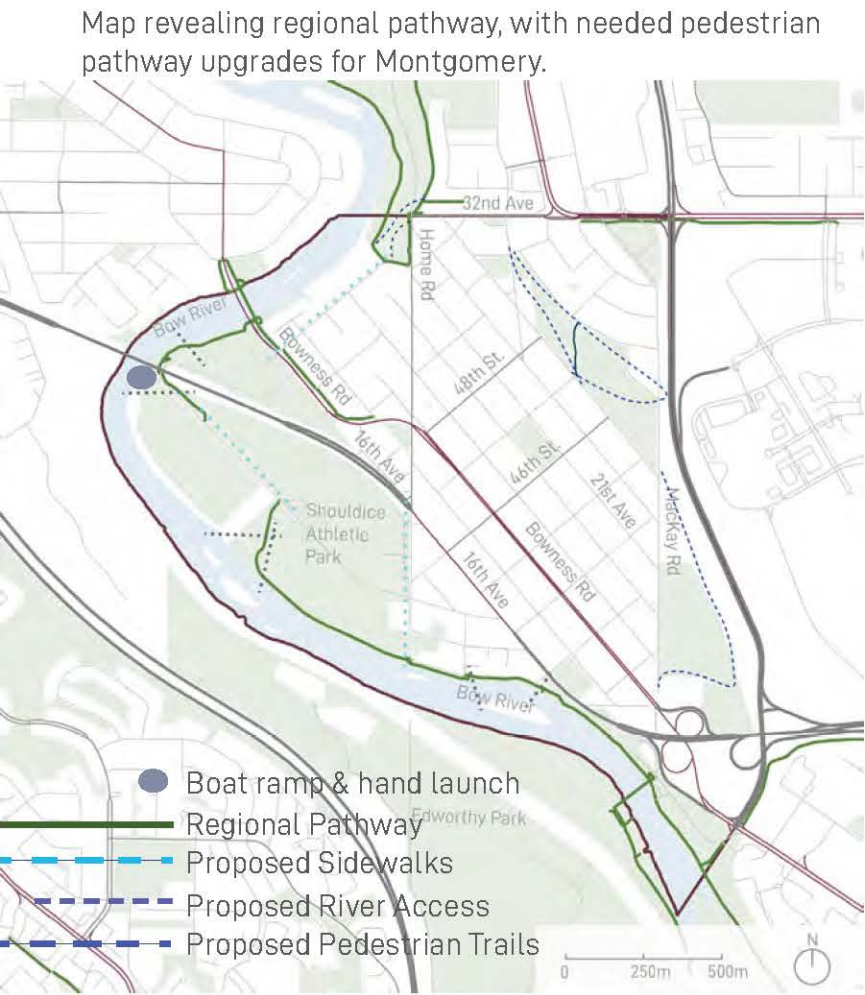 Map revealing regional pathway, with needed pedestrian
pathway upgrades for Montgomery.
32nd Ave
Home Rd
Bow River
Bowness Rd
48th St.
16th Ave
46th St.
21st Ave
MacKay Rd
Shouldice
Athletic
Park
Bowness Rd
16th Ave
Bow River
Edworthy Park
Boat ramp & hand launch
Regional Pathway
Proposed Sidewalks
Proposed River Access
Proposed Pedestrian Trails
N
0 250m 500m